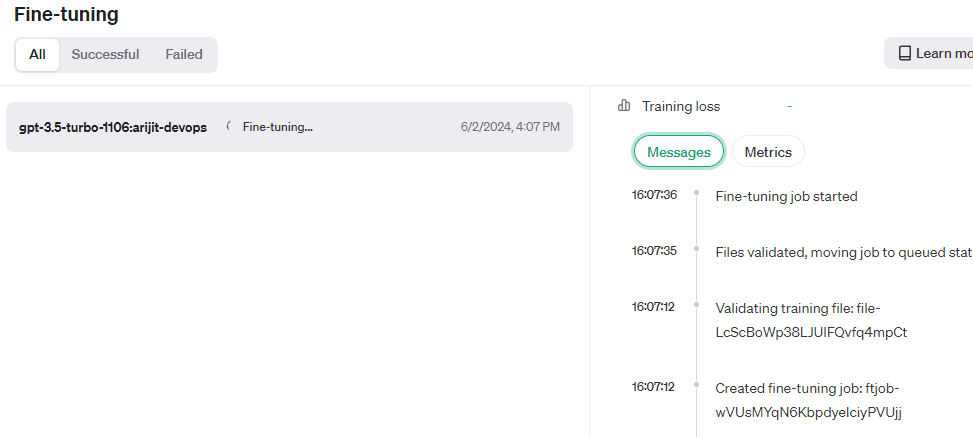 Fine-tuning
All Successful Failed
Learn mo
gpt-3.5-turbo-1106:arijit-devops Fine-tuning... 6/2/2024, 4:07 PM
Training loss -
Messages Metrics
16:07:36 Fine-tuning job started
16:07:35 Files validated, moving job to queued stat
16:07:12 Validating training file: file-
LcScBoWp38LJUIFQvfq4mpCt
16:07:12 Created fine-tuning job: ftjob-
wVUsMYqN6KbpdyelciyPVUjj